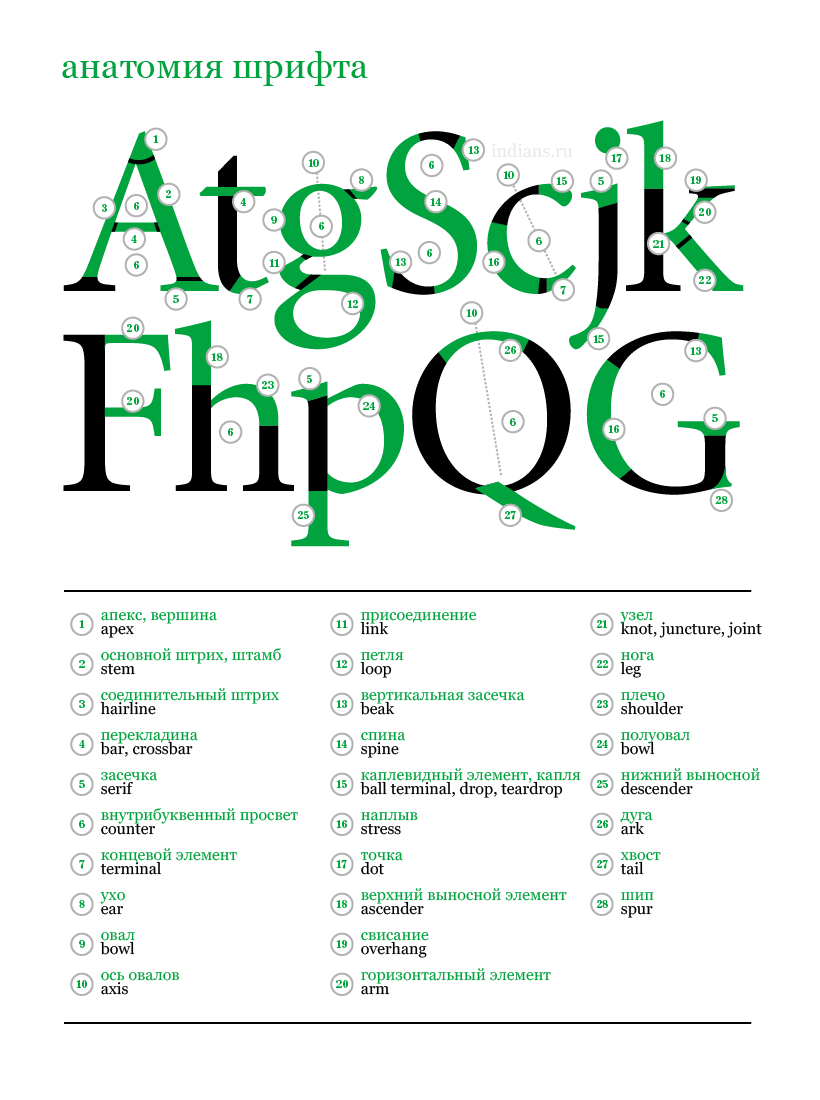 анатомия шрифта
indians.ru
A t g S c j k
1 2 3 6 4 6 5 4 7 10 8 9 6 11 12 13 6 14 6 13 10 15 6 16 7 17 5 15 18 19 20 21 22
F h p Q G
20 20 18 23 6 5 24 25 10 26 6 27 13 6 16 5 28
1 апекс, вершина
apex
2 основной штрих, штамб
stem
3 соединительный штрих
hairline
4 перекладина
bar, crossbar
5 засечка
serif
6 внутрибуквенный просвет
counter
7 концевой элемент
terminal
8 ухо
ear
9 овал
bowl
10 ось овалов
axis
11 присоединение
link
12 петля
loop
13 вертикальная засечка
beak
14 спина
spine
15 каплевидный элемент, капля
ball terminal, drop, teardrop
16 наплыв
stress
17 точка
dot
18 верхний выносной элемент
ascender
19 свисание
overhang
20 горизонтальный элемент
arm
21 узел
knot, juncture, joint
22 нога
leg
23 плечо
shoulder
24 полуовал
bowl
25 нижний выносной
descender
26 дуга
ark
27 хвост
tail
28 шип
spur